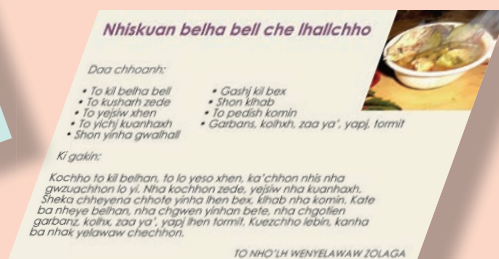 Nhiskuan belha bell che lhallchho
Daa chhoanh:
• To kil belha bell
• To kusharh zede
• To yejsiw xhen
• To yichj kuanhaxh
• Shon yinha gwalhall
• Gashj kil bex
• Shon klhab
• To pedish komin
• Garbans, kolhxh, zaa ya', yapj, tormit
Ki gakin:
Kochho to kil belhan, to lo yeso xhen, ka'chhon nhis nha
gwzuachhon lo yi. Nha kochhon zede, yejsiw nha kuanhaxh.
Sheka chheyena chhote yinha lhen bex, klhab nha komin. Kate
ba nheye belhan, nha chgwen yinhan bete, nha chgotien
garbanz, kolhx, zaa ya', yapj lhen tormit. Kuezchho lebin, kanha
ba nhak yelawaw chechhon.
TO NHO'LH WENYELAWAW ZOLAGA